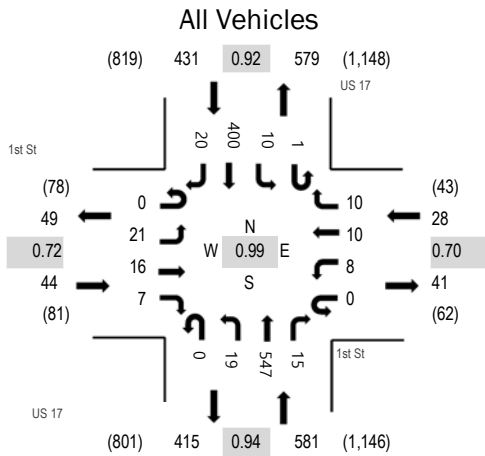 All Vehicles
(819) 431 0.92 579 (1,148)
US 17
20 400 10 1
1st St
(78) (43)
0 10
49 28
21 N 10
0.72 W 0.99 E 0.70
16 S 8
44 41
7 0
(81) (62)
0 19 547 15
1st St
US 17
(801) 415 0.94 581 (1,146)